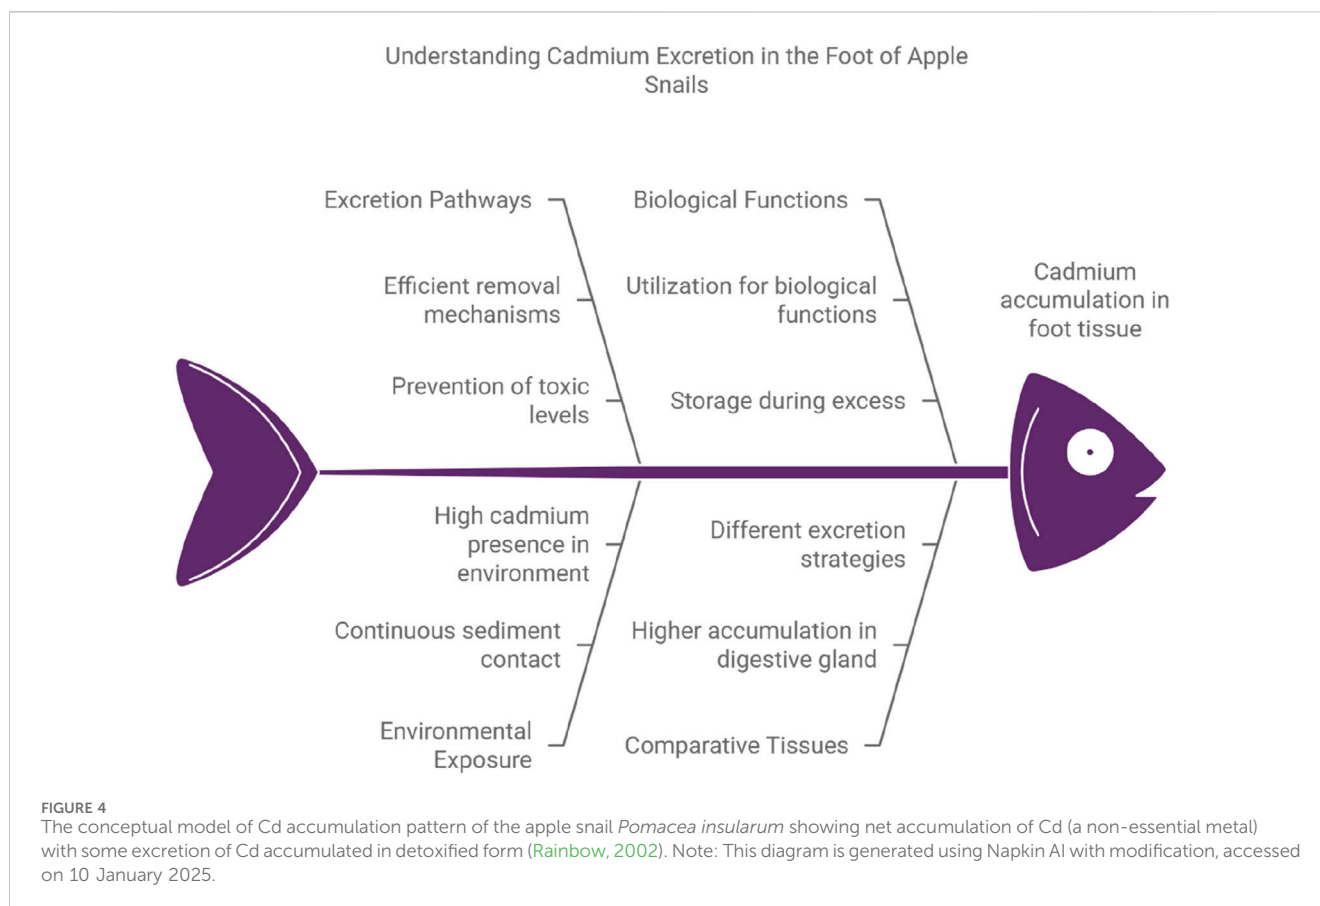 Understanding Cadmium Excretion in the Foot of Apple
Snails
Excretion Pathways
Efficient removal
mechanisms
Prevention of toxic
levels
Biological Functions
Utilization for biological
functions
Storage during excess
Cadmium
accumulation in
foot tissue
High cadmium
presence in
environment
Continuous sediment
contact
Environmental
Exposure
Different excretion
strategies
Higher accumulation in
digestive gland
Comparative Tissues
FIGURE 4
The conceptual model of Cd accumulation pattern of the apple snail Pomacea insularum showing net accumulation of Cd (a non-essential metal)
with some excretion of Cd accumulated in detoxified form (Rainbow, 2002). Note: This diagram is generated using Napkin AI with modification, accessed
on 10 January 2025.